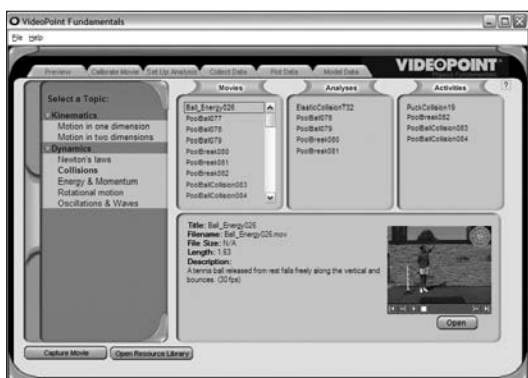 VideoPoint Fundamentals
File Help
VIDEOPOINT
Preview Calibrate Movie Set Up Analysis Collect Data Plot Data Model Data
Select a Topic:
Kinematics
Motion in one dimension
Motion in two dimensions
Dynamics
Newton's laws
Collisions
Energy & Momentum
Rotational motion
Oscillations & Waves
Movies
Ball_Energy026
PoolBall077
PoolBall078
PoolBall079
PoolBreak080
PoolBreak081
PoolBreak082
PoolBallCollision083
PoolBallCollision084
Analyses
ElasticCollisionT32
PoolBall078
PoolBall079
PoolBreak080
PoolBreak081
Activities
PuckCollision19
PoolBreak082
PoolBallCollision083
PoolBallCollision084
?
Title: Ball_Energy026
Filename: Ball_Energy026.mov
File Size: N/A
Length: 1.63
Description:
A tennis ball released from rest falls freely along the vertical and
bounces. (30 fps)
Open
Capture Movie Open Resource Library